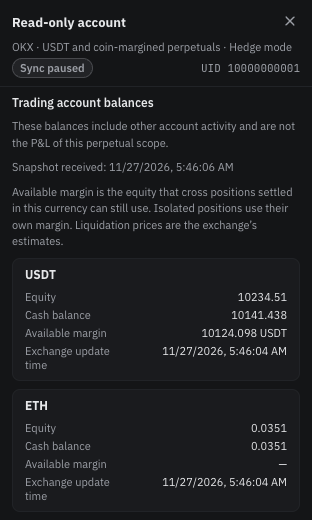 Read-only account
OKX · USDT and coin-margined perpetuals · Hedge mode
Sync paused
UID 10000000001
Trading account balances
These balances include other account activity and are not
the P&L of this perpetual scope.
Snapshot received: 11/27/2026, 5:46:06 AM
Available margin is the equity that cross positions settled
in this currency can still use. Isolated positions use their
own margin. Liquidation prices are the exchange's
estimates.
USDT
Equity 10234.51
Cash balance 10141.438
Available margin 10124.098 USDT
Exchange update 11/27/2026, 5:46:04 AM
time
ETH
Equity 0.0351
Cash balance 0.0351
Available margin —
Exchange update 11/27/2026, 5:46:04 AM
time